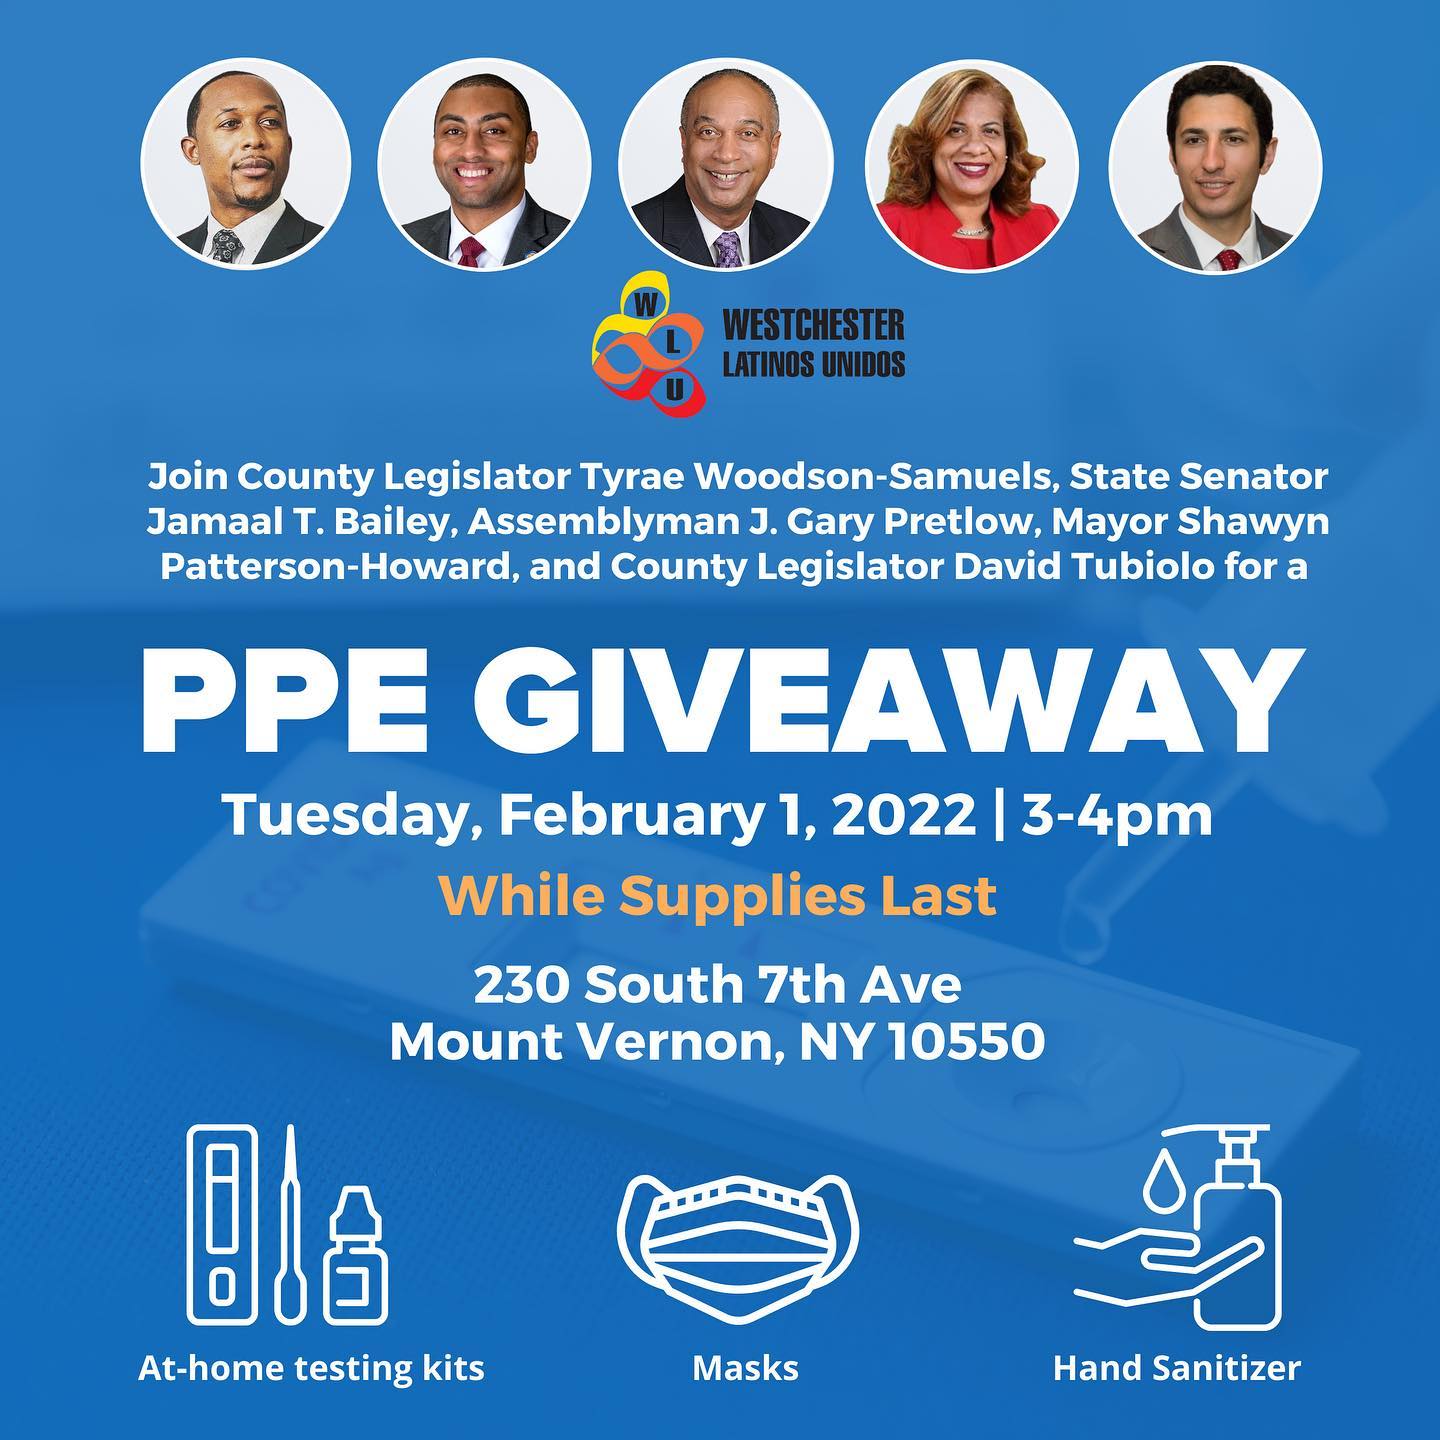 W
L
U
WESTCHESTER
LATINOS UNIDOS
Join County Legislator Tyrae Woodson-Samuels, State Senator
Jamaal T. Bailey, Assemblyman J. Gary Pretlow, Mayor Shawyn
Patterson-Howard, and County Legislator David Tubiolo for a
PPE GIVEAWAY
Tuesday, February 1, 2022 | 3-4pm
While Supplies Last
230 South 7th Ave
Mount Vernon, NY 10550
At-home testing kits
Masks
Hand Sanitizer